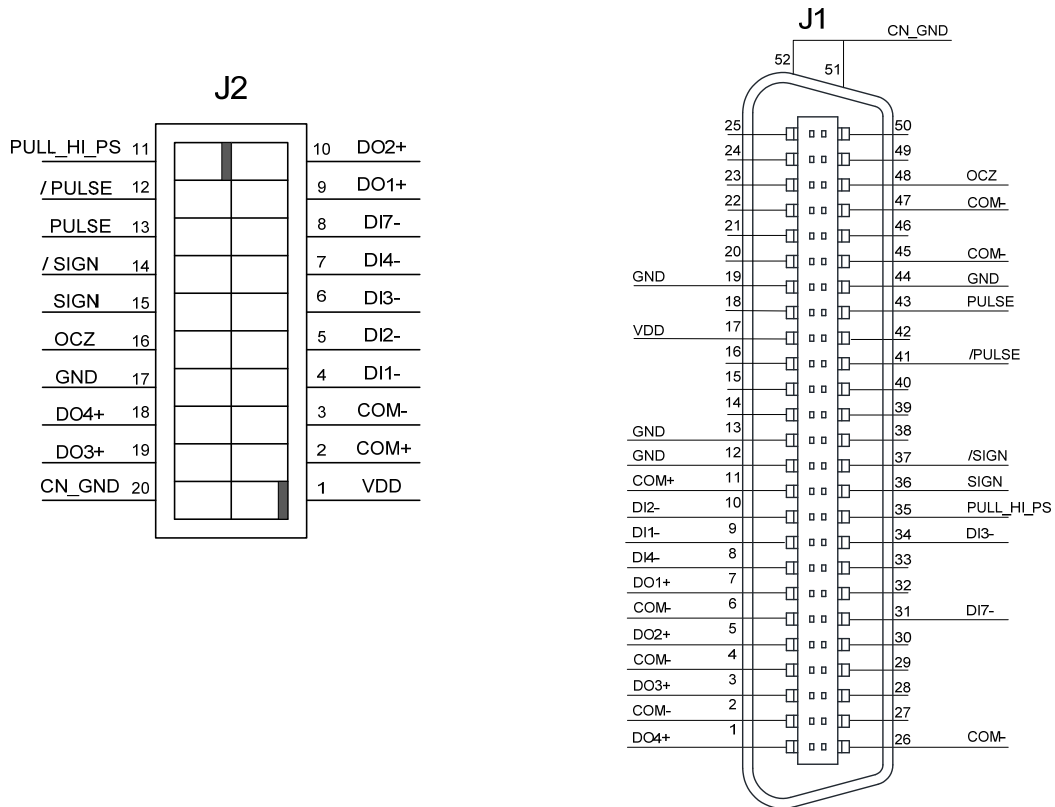 J2
PULL_HI_PS 11 10 DO2+
/ PULSE 12 9 DO1+
PULSE 13 8 DI7-
/ SIGN 14 7 DI4-
SIGN 15 6 DI3-
OCZ 16 5 DI2-
GND 17 4 DI1-
DO4+ 18 3 COM-
DO3+ 19 2 COM+
CN_GND 20 1 VDD
J1
CN_GND
52 51
25 50
24 49
23 48 OCZ
22 47 COM-
21 46
20 45 COM-
GND 19 44 GND
18 43 PULSE
VDD 17 42
16 41 /PULSE
15 40
14 39
GND 13 38
GND 12 37 /SIGN
COM+ 11 36 SIGN
DI2- 10 35 PULL_HI_PS
DI1- 9 34 DI3-
DI4- 8 33
DO1+ 7 32
COM- 6 31 DI7-
DO2+ 5 30
COM- 4 29
DO3+ 3 28
COM- 2 27
DO4+ 1 26 COM-